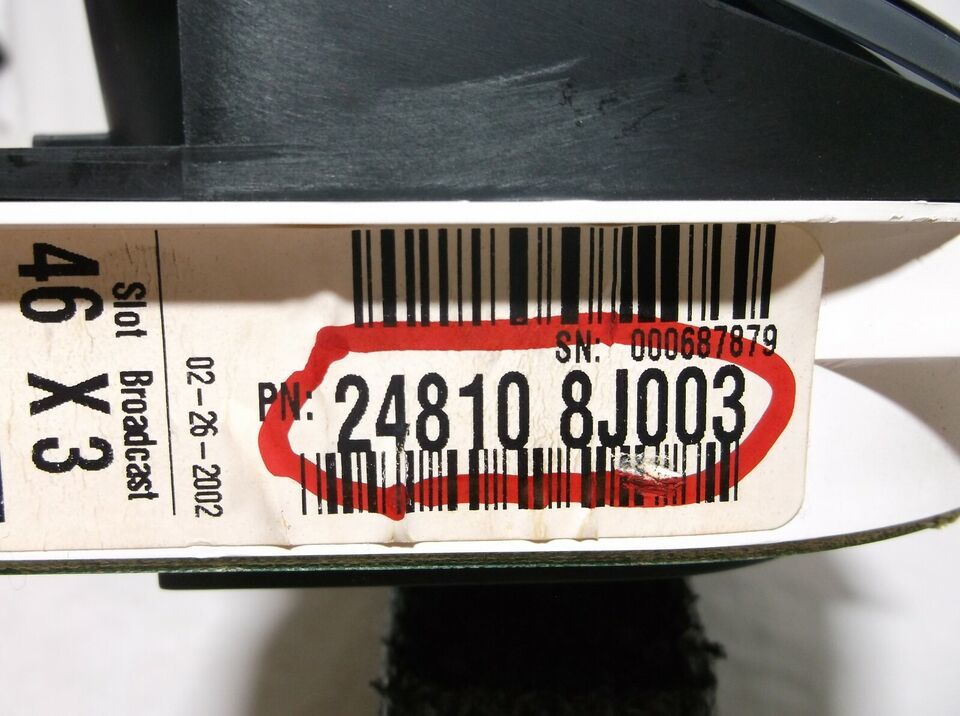 46 X 3
Slot Broadcast
02-26-2002
SN: 000687879
PN: 24810 8J003